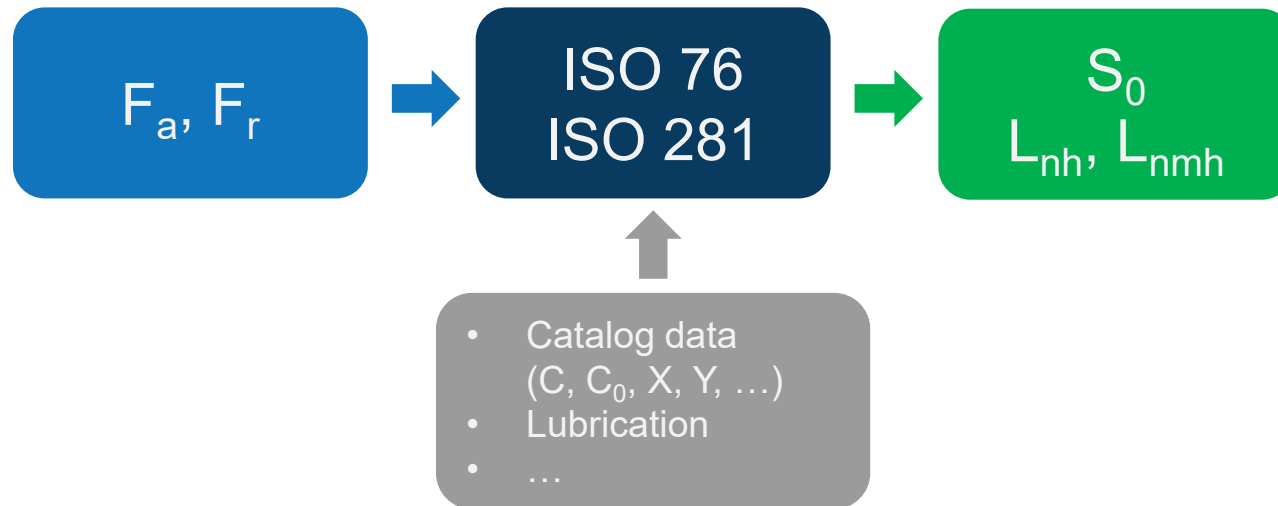 Fₐ, Fᵣ
ISO 76
ISO 281
S₀
Lₙₕ, Lₙₘₕ
• Catalog data
(C, C₀, X, Y, …)
• Lubrication
• …